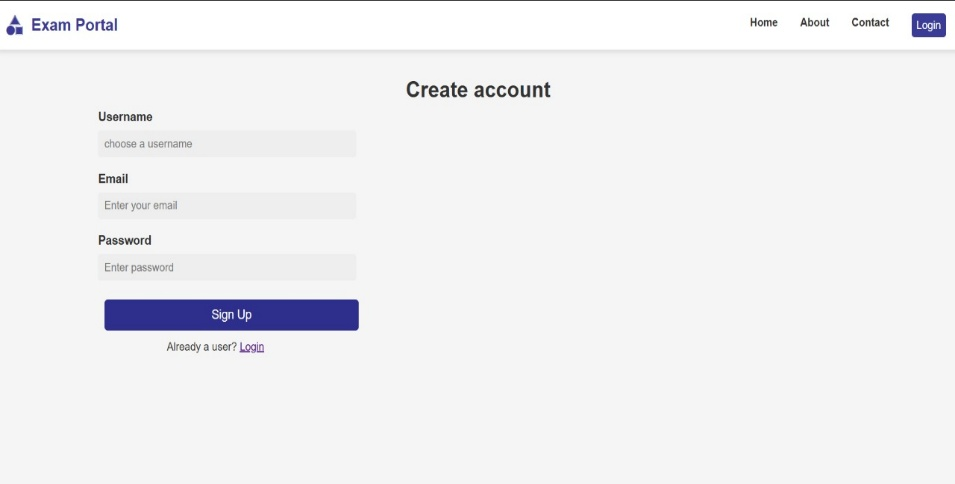 Exam Portal
Home About Contact Login
Create account
Username
choose a username
Email
Enter your email
Password
Enter password
Sign Up
Already a user? Login